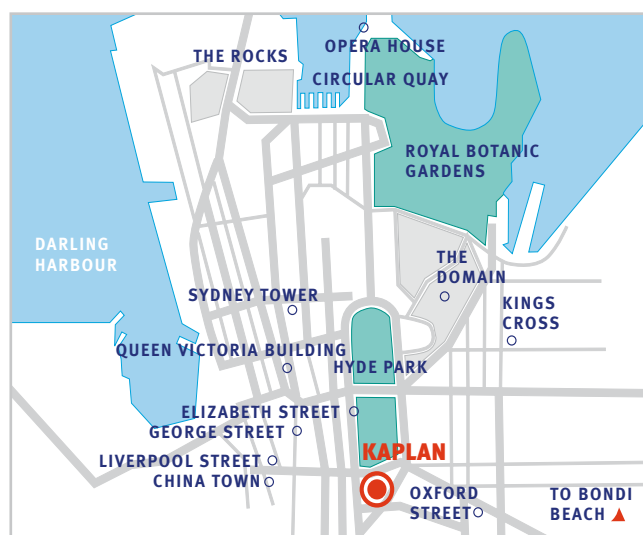 OPERA HOUSE
THE ROCKS
CIRCULAR QUAY
ROYAL BOTANIC
GARDENS
DARLING
HARBOUR
THE
DOMAIN
SYDNEY TOWER
KINGS
CROSS
QUEEN VICTORIA BUILDING
HYDE PARK
ELIZABETH STREET
GEORGE STREET
KAPLAN
LIVERPOOL STREET
CHINA TOWN
OXFORD
STREET
TO BONDI
BEACH